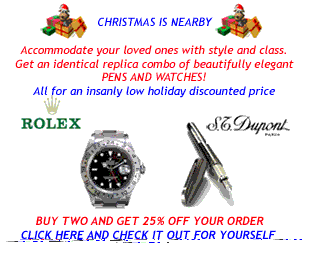 CHRISTMAS IS NEARBY
Accommodate your loved ones with style and class.
Get an identical replica combo of beautifully elegant
PENS AND WATCHES!
All for an insanly low holiday discounted price
ROLEX
S.T. Dupont
PARIS
BUY TWO AND GET 25% OFF YOUR ORDER
CLICK HERE AND CHECK IT OUT FOR YOURSELF